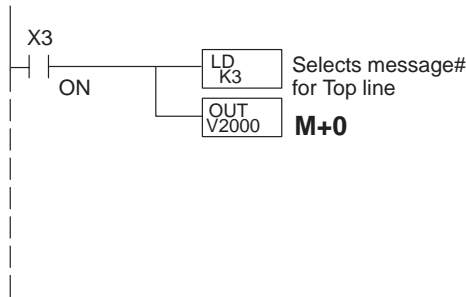 X3
ON
LD
K3
Selects message#
for Top line
OUT
V2000
M+0